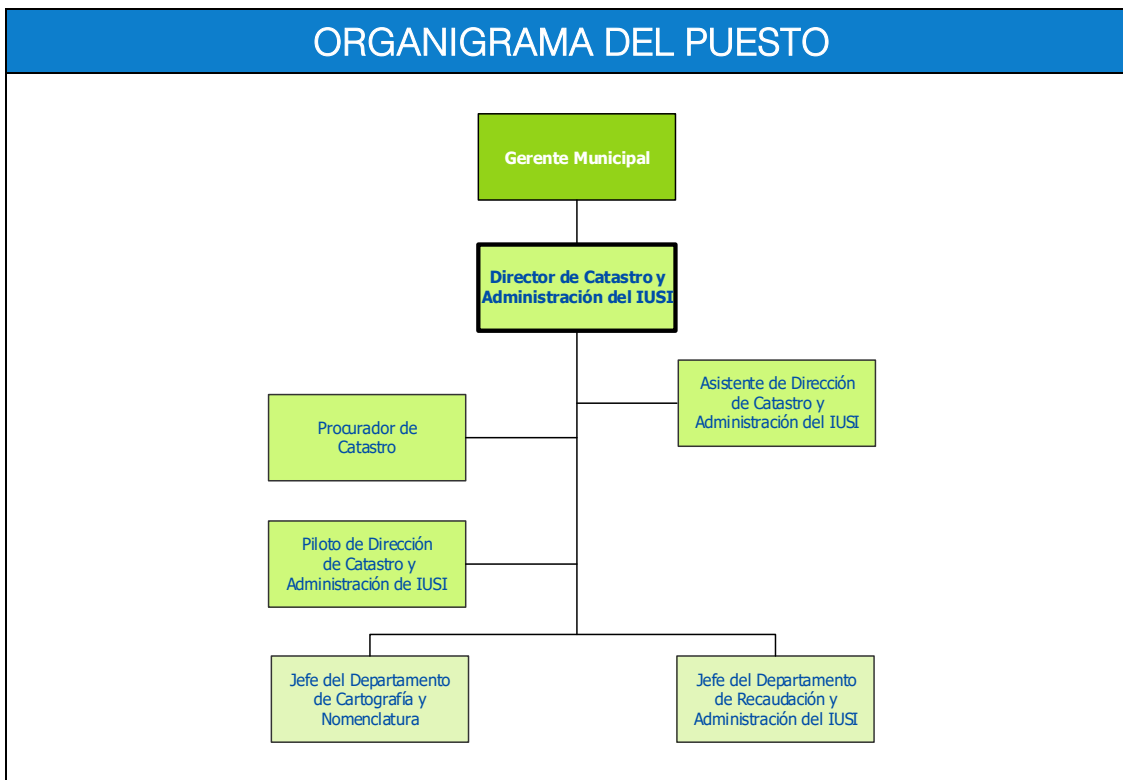 ORGANIGRAMA DEL PUESTO
Gerente Municipal
Director de Catastro y
Administración del IUSI
Asistente de Dirección
de Catastro y
Administración del IUSI
Procurador de
Catastro
Piloto de Dirección
de Catastro y
Administración de IUSI
Jefe del Departamento
de Cartografía y
Nomenclatura
Jefe del Departamento
de Recaudación y
Administración del IUSI